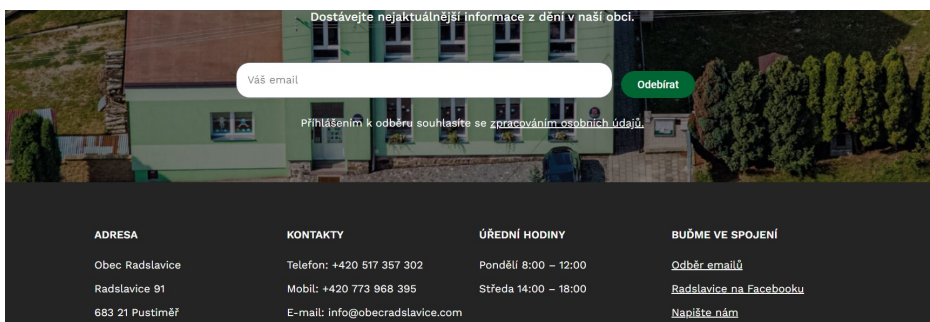 Dostávejte nejaktuálnější informace z dění v naší obci.
Váš email
Odebírat
Přihlášením k odběru souhlasíte se zpracováním osobních údajů.
ADRESA
Obec Radslavice
Radslavice 91
683 21 Pustiměř
KONTAKTY
Telefon: +420 517 357 302
Mobil: +420 773 968 395
E-mail: info@obecradslavice.com
ÚŘEDNÍ HODINY
Pondělí 8:00 – 12:00
Středa 14:00 – 18:00
BUĎME VE SPOJENÍ
Odběr emailů
Radslavice na Facebooku
Napište nám